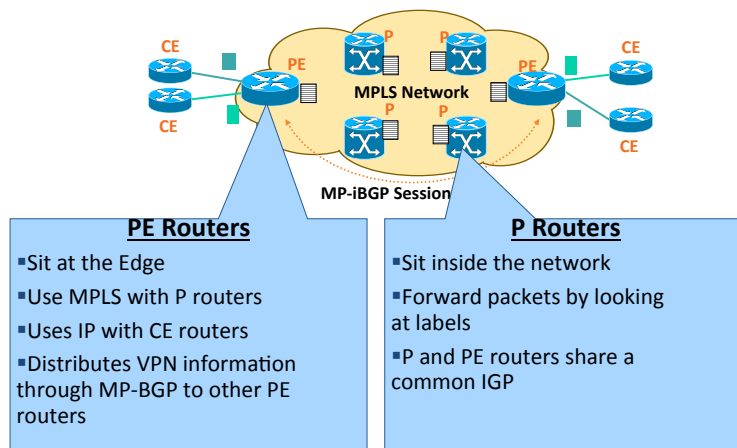 P P
CE PE PE CE
MPLS Network
CE P P CE
MP-iBGP Session
PE Routers
▪Sit at the Edge
▪Use MPLS with P routers
▪Uses IP with CE routers
▪Distributes VPN information
through MP-BGP to other PE
routers
P Routers
▪Sit inside the network
▪Forward packets by looking
at labels
▪P and PE routers share a
common IGP